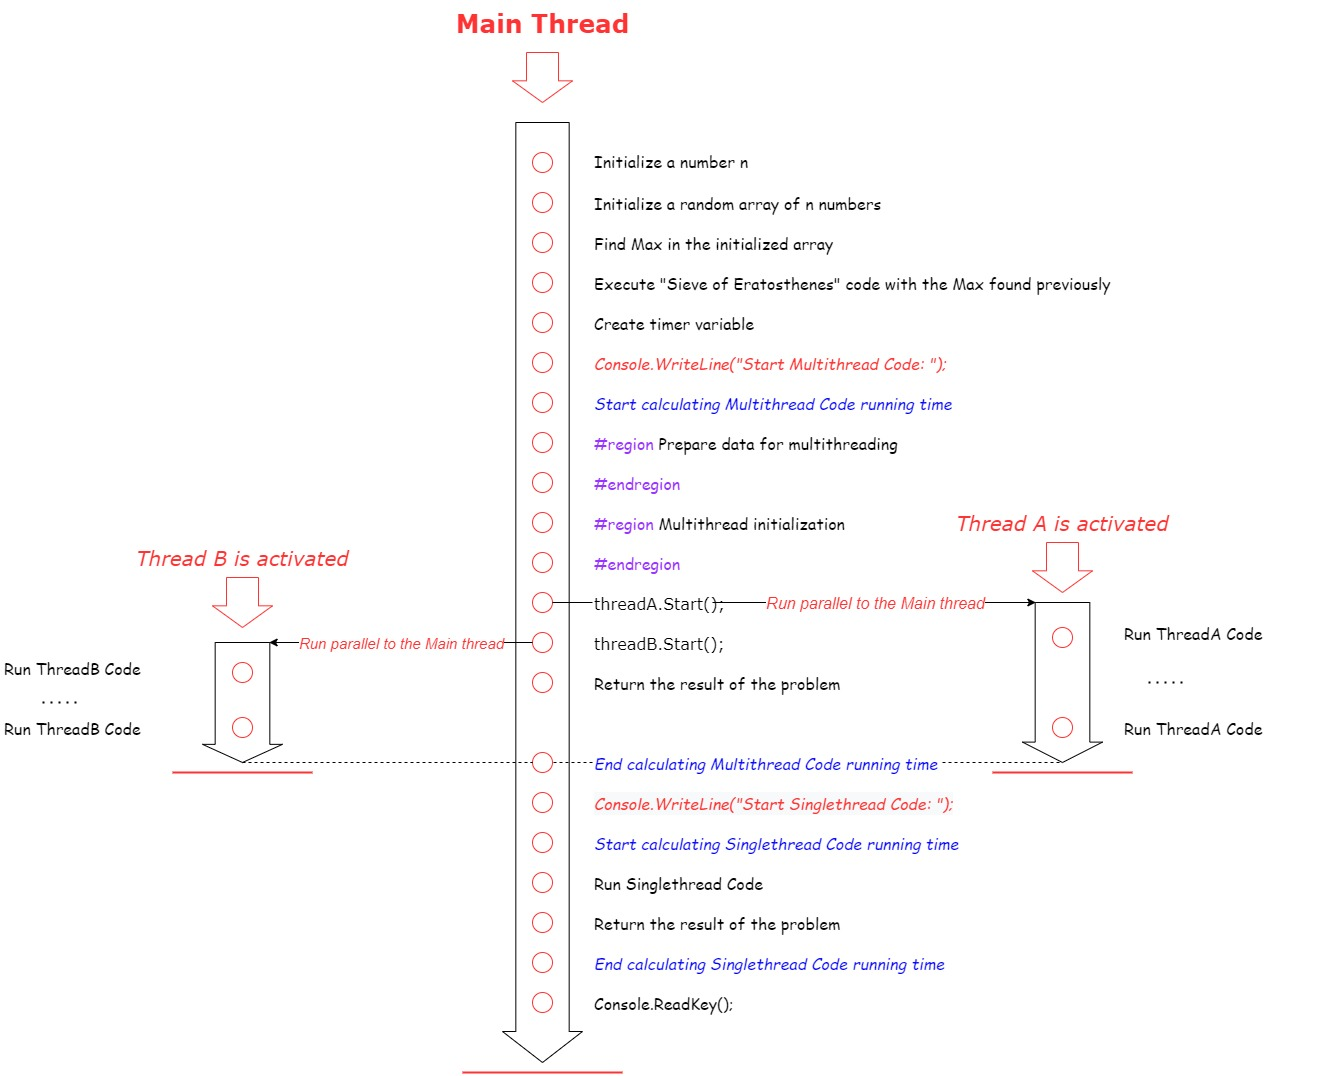 Main Thread
Initialize a number n
Initialize a random array of n numbers
Find Max in the initialized array
Execute "Sieve of Eratosthenes" code with the Max found previously
Create timer variable
Console.WriteLine("Start Multithread Code: ");
Start calculating Multithread Code running time
#region Prepare data for multithreading
#endregion
#region Multithread initialization
Thread A is activated
Thread B is activated
#endregion
threadA.Start();
Run parallel to the Main thread
Run parallel to the Main thread
threadB.Start();
Run ThreadA Code
Run ThreadB Code
.....
.....
Return the result of the problem
Run ThreadB Code
Run ThreadA Code
End calculating Multithread Code running time
Console.WriteLine("Start Singlethread Code: ");
Start calculating Singlethread Code running time
Run Singlethread Code
Return the result of the problem
End calculating Singlethread Code running time
Console.ReadKey();